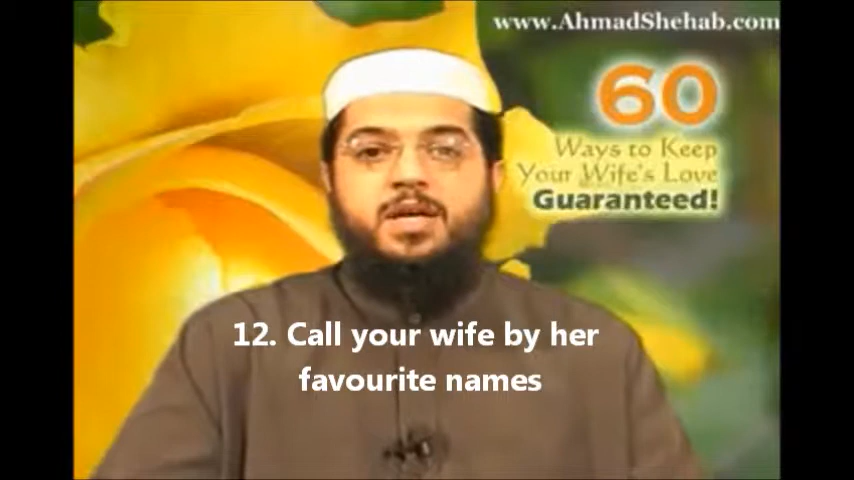 www.AhmadShehab.com
60
Ways to Keep
Your Wife's Love
Guaranteed!
12. Call your wife by her
favourite names